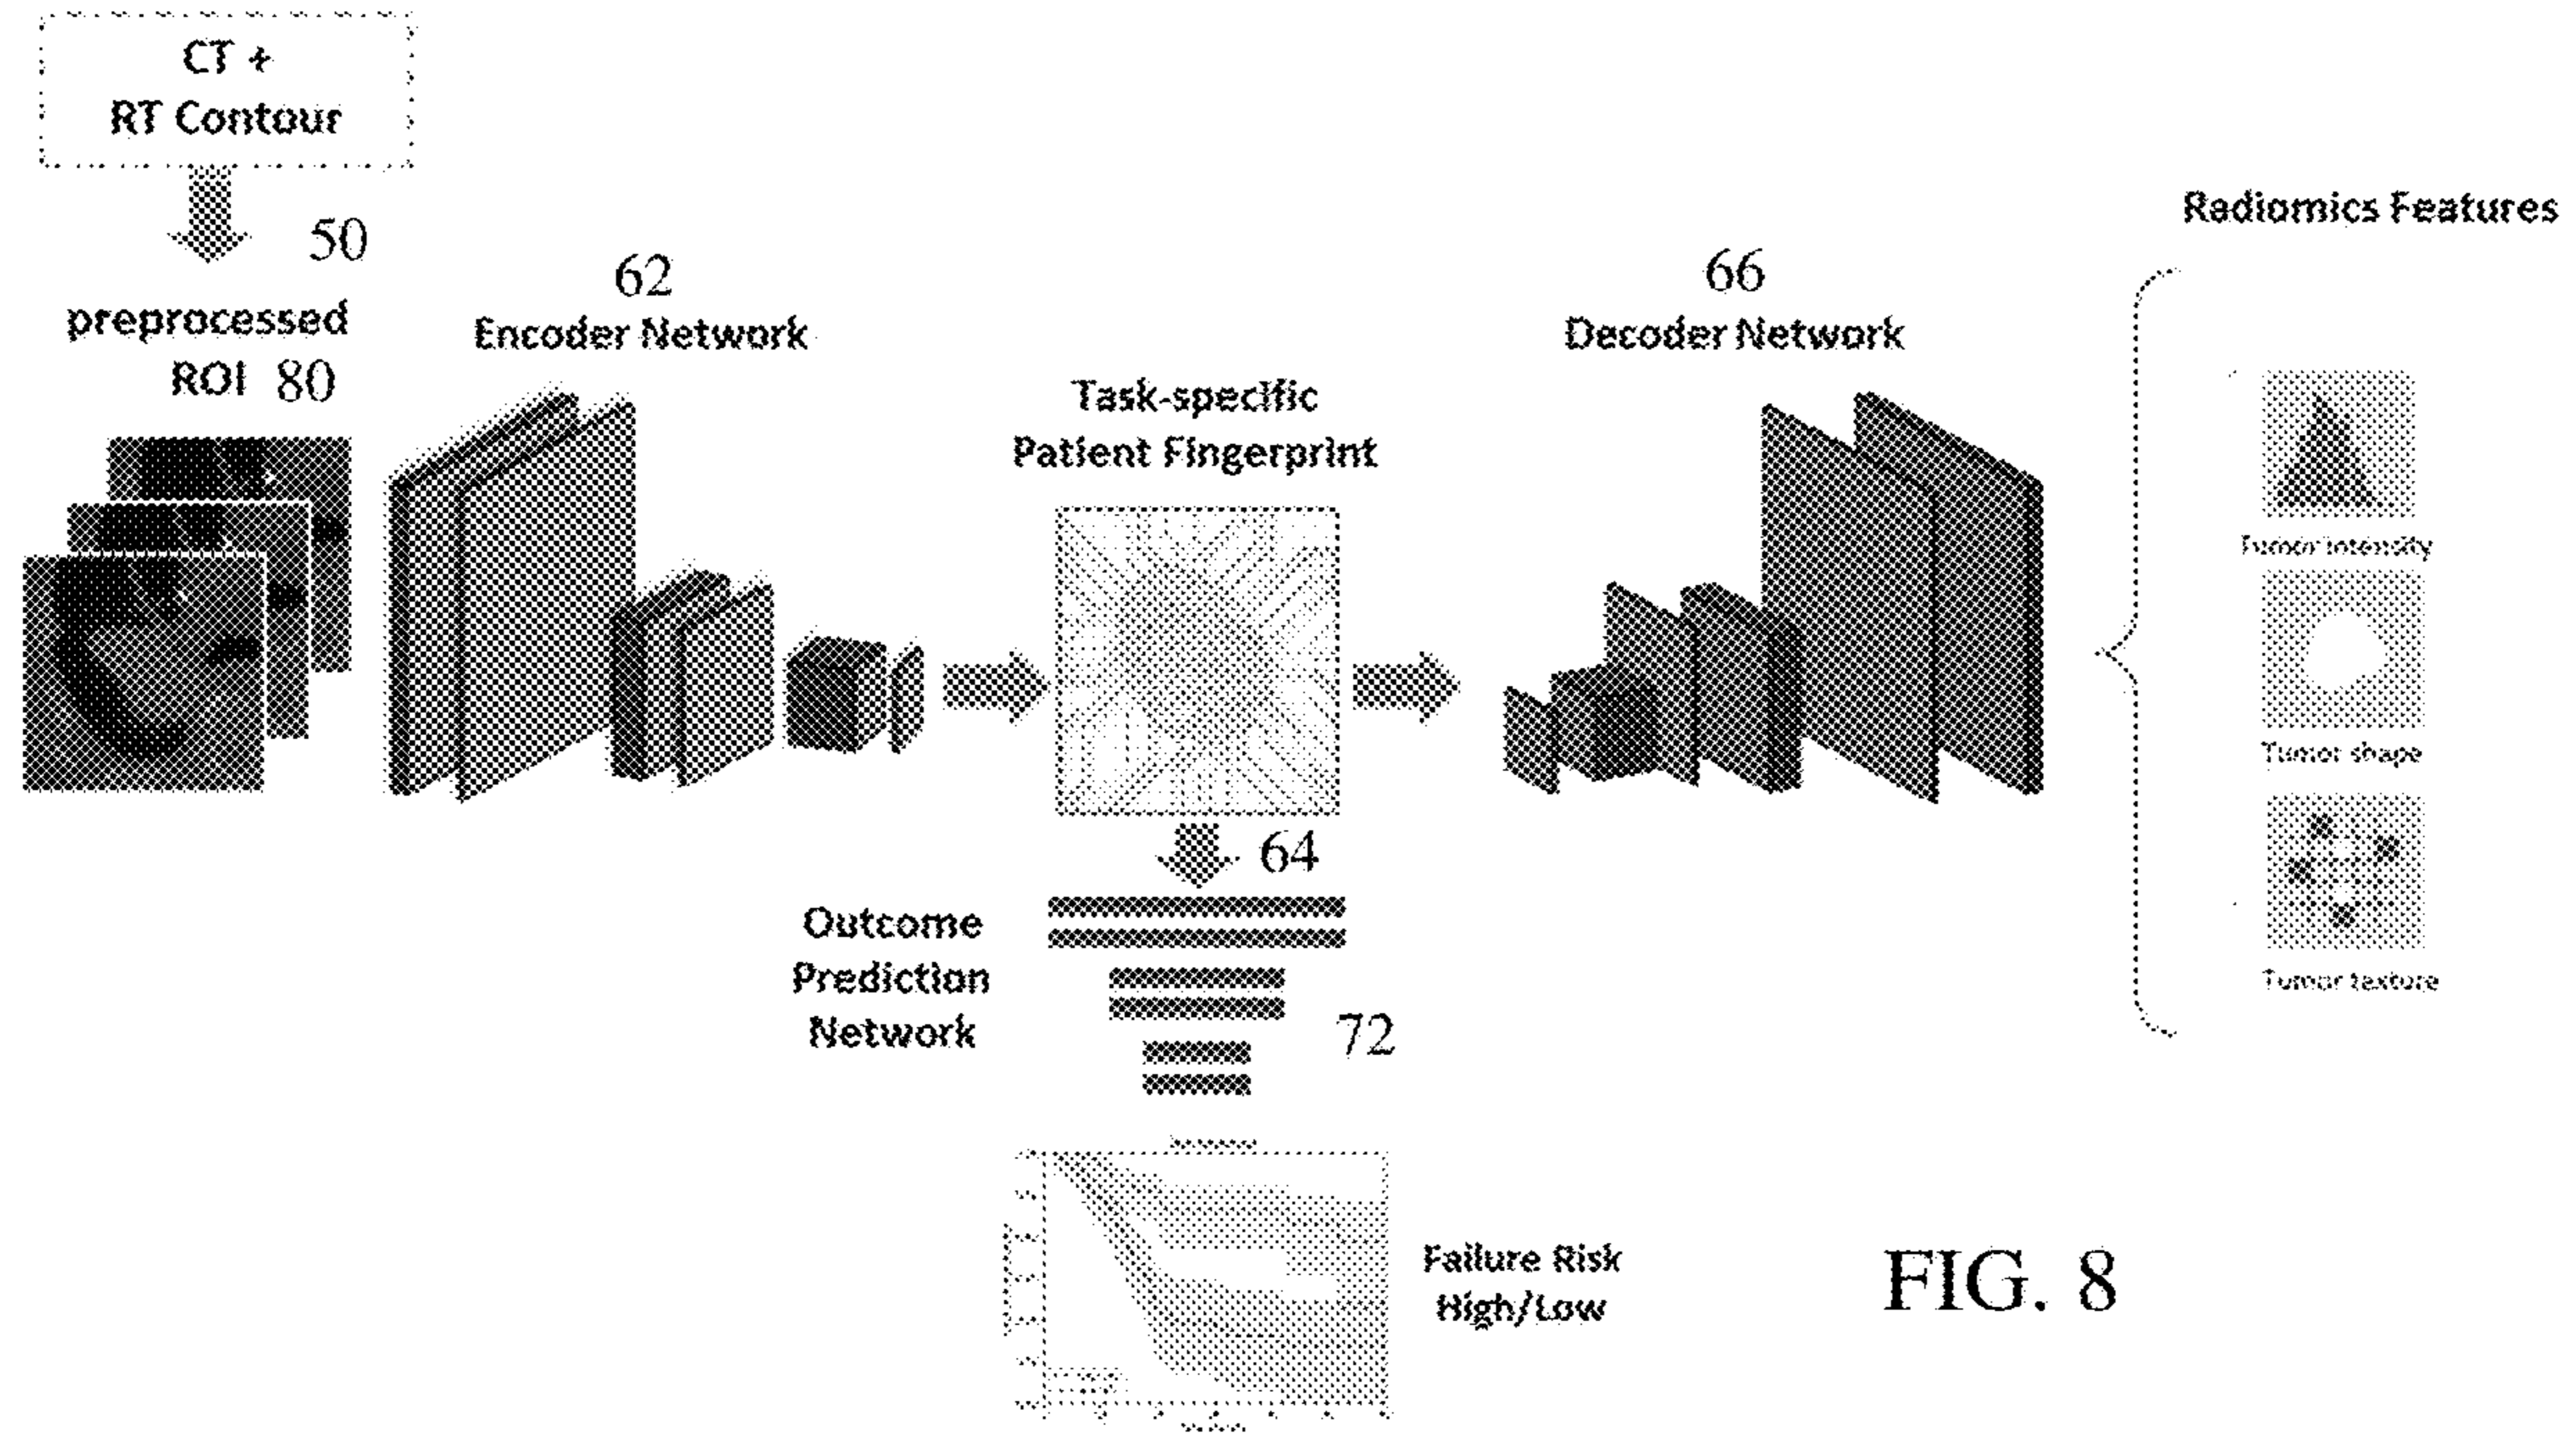 CT +
RT Contour
50
preprocessed
ROI 80
62
Encoder Network
Task-specific
Patient Fingerprint
66
Decoder Network
Radiomics Features
Tumor intensity
Tumor shape
Tumor texture
64
Outcome
Prediction
Network
72
Failure Risk
High/Low
FIG. 8